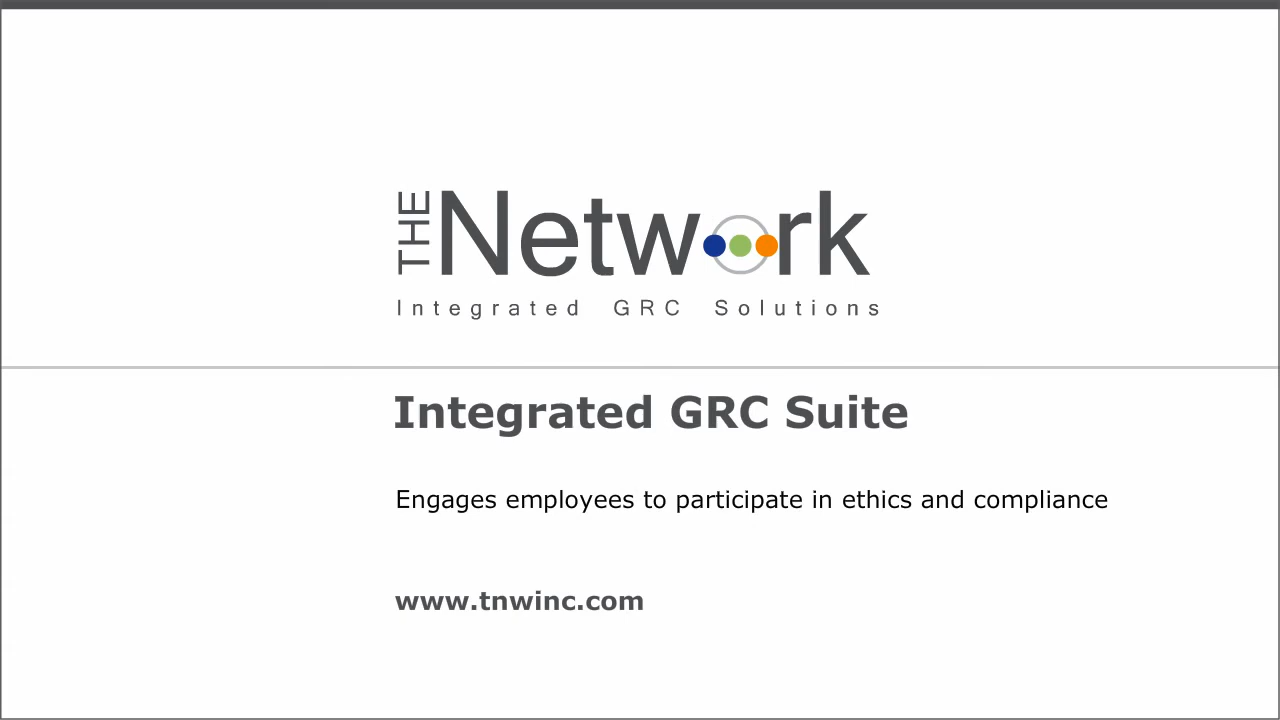 THE Network
Integrated GRC Solutions
Integrated GRC Suite
Engages employees to participate in ethics and compliance
www.tnwinc.com